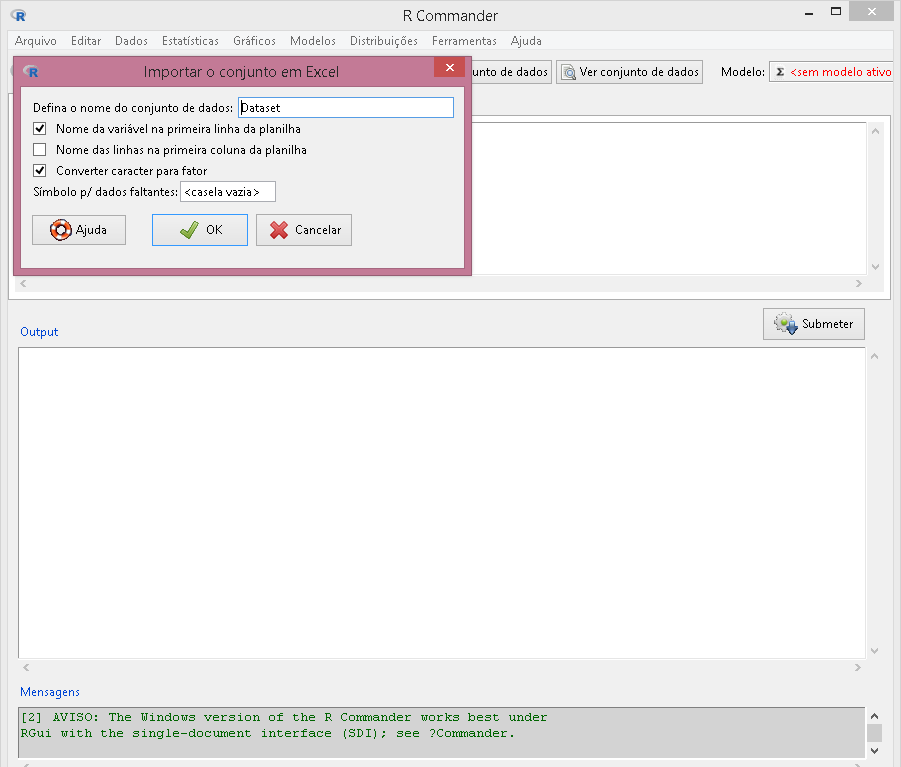 R Commander
Arquivo Editar Dados Estatísticas Gráficos Modelos Distribuições Ferramentas Ajuda
unto de dados Ver conjunto de dados Modelo: Σ <sem modelo ativo
Importar o conjunto em Excel
Defina o nome do conjunto de dados: Dataset
Nome da variável na primeira linha da planilha
Nome das linhas na primeira coluna da planilha
Converter caracter para fator
Símbolo p/ dados faltantes: <casela vazia>
Ajuda OK Cancelar
Output Submeter
Mensagens
[2] AVISO: The Windows version of the R Commander works best under
RGui with the single-document interface (SDI); see ?Commander.